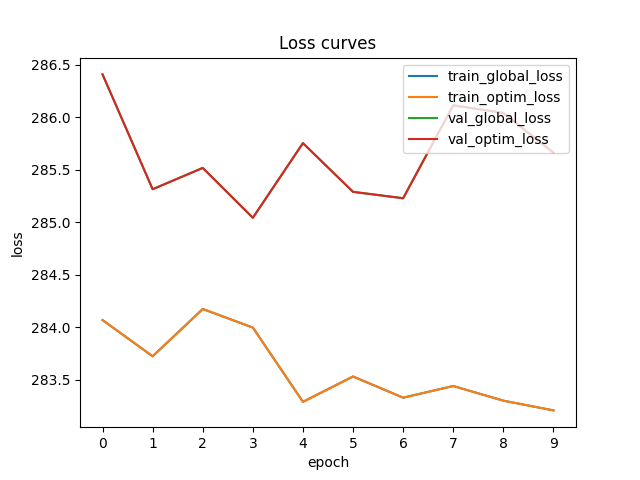 Loss curves
286.5
286.0
285.5
285.0
284.5
284.0
283.5
loss
train_global_loss
train_optim_loss
val_global_loss
val_optim_loss
0 1 2 3 4 5 6 7 8 9
epoch